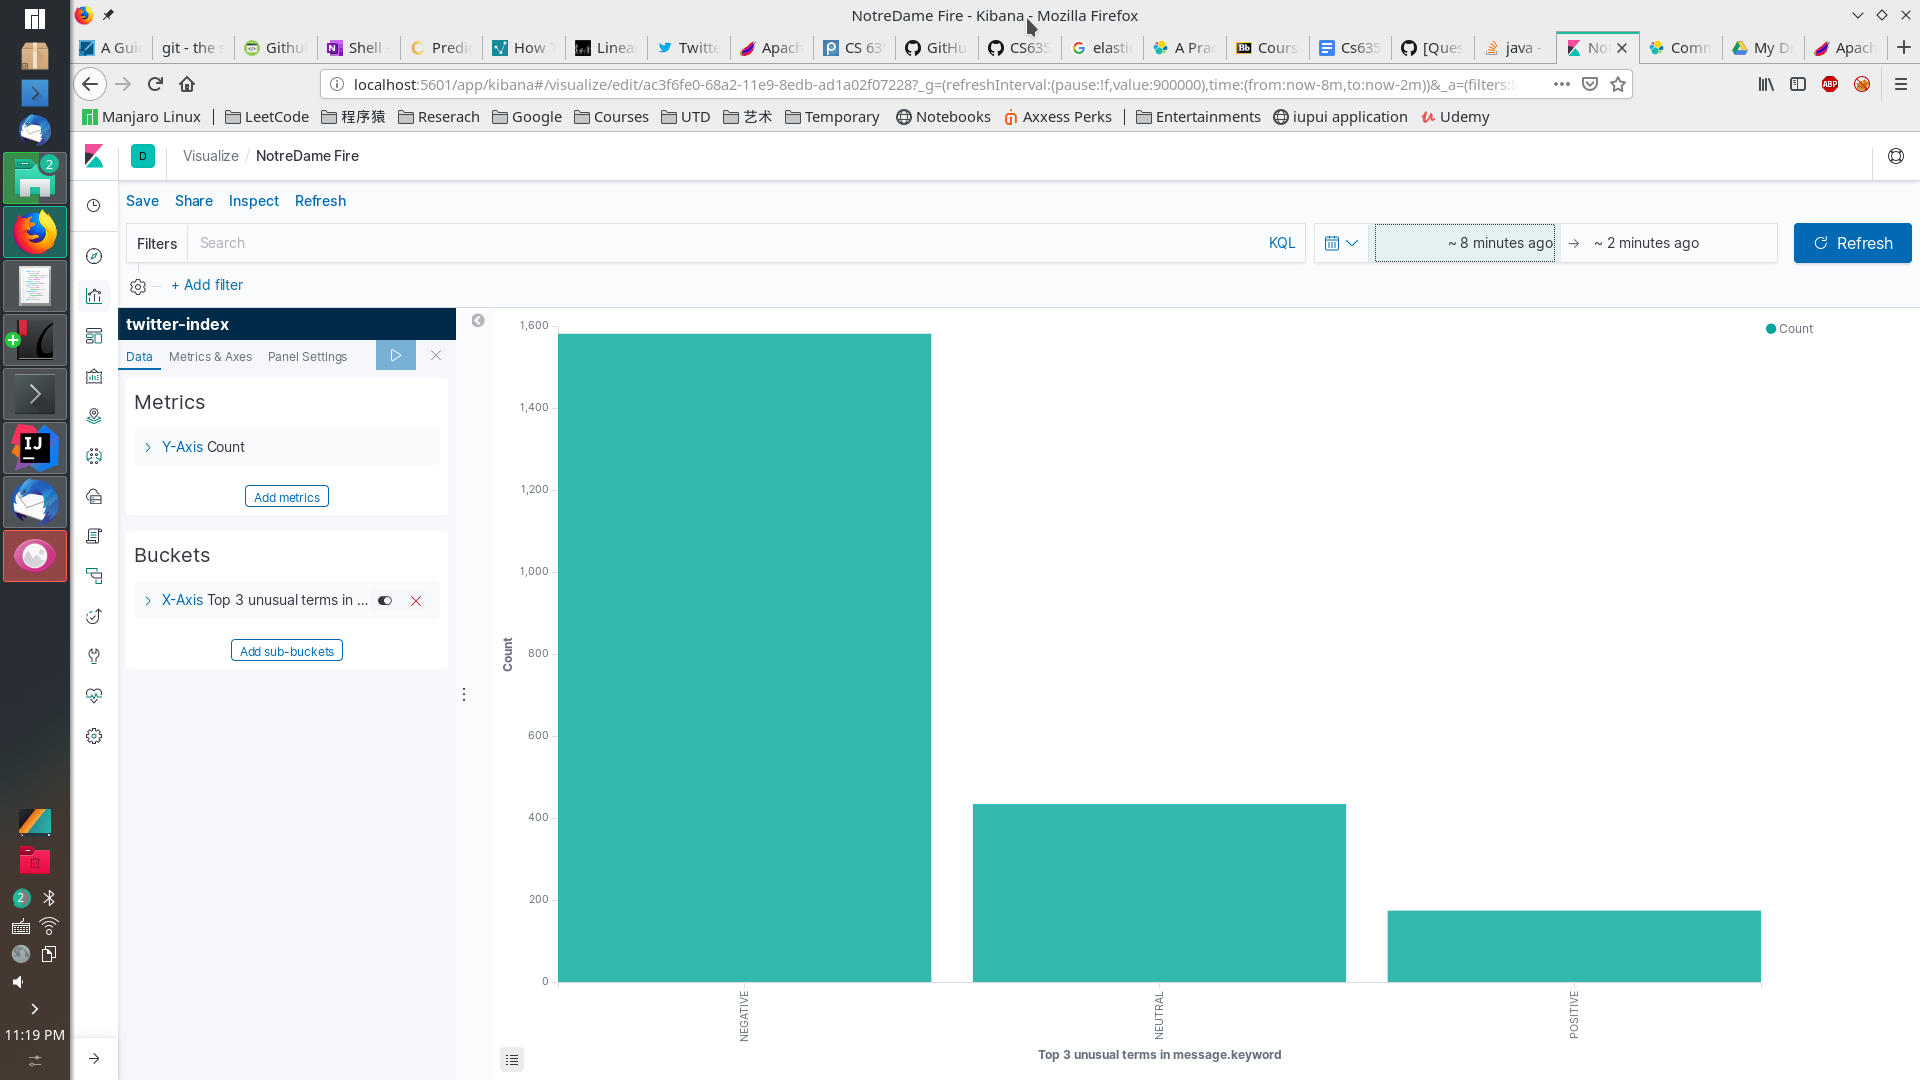 NotreDame Fire - Kibana - Mozilla Firefox
A Gui git - the s Githu Shell - Predi How T Linea Twitte Apach CS 63 GitHu CS635 elasti A Prac Cours Cs635 [Ques java - No Comm My D Apach
localhost:5601/app/kibana#/visualize/edit/ac3f6fe0-68a2-11e9-8edb-ad1a02f07228?_g=(refreshInterval:(pause:!f,value:900000),time:(from:now-8m,to:now-2m))&_a=(filters:!
ABP
Manjaro Linux LeetCode 程序猿 Reserach Google Courses UTD 艺术 Temporary Notebooks Axxess Perks Entertainments iupui application Udemy
D Visualize / NotreDame Fire
Save Share Inspect Refresh
Filters Search KQL ~ 8 minutes ago → ~ 2 minutes ago Refresh
+ Add filter
twitter-index
Data Metrics & Axes Panel Settings
Metrics
Y-Axis Count
Add metrics
Buckets
X-Axis Top 3 unusual terms in ...
Add sub-buckets
Count
1,600
1,400
1,200
1,000
800
600
400
200
0
Count
NEGATIVE
NEUTRAL
POSITIVE
Top 3 unusual terms in message.keyword
2
IJ
2
11:19 PM